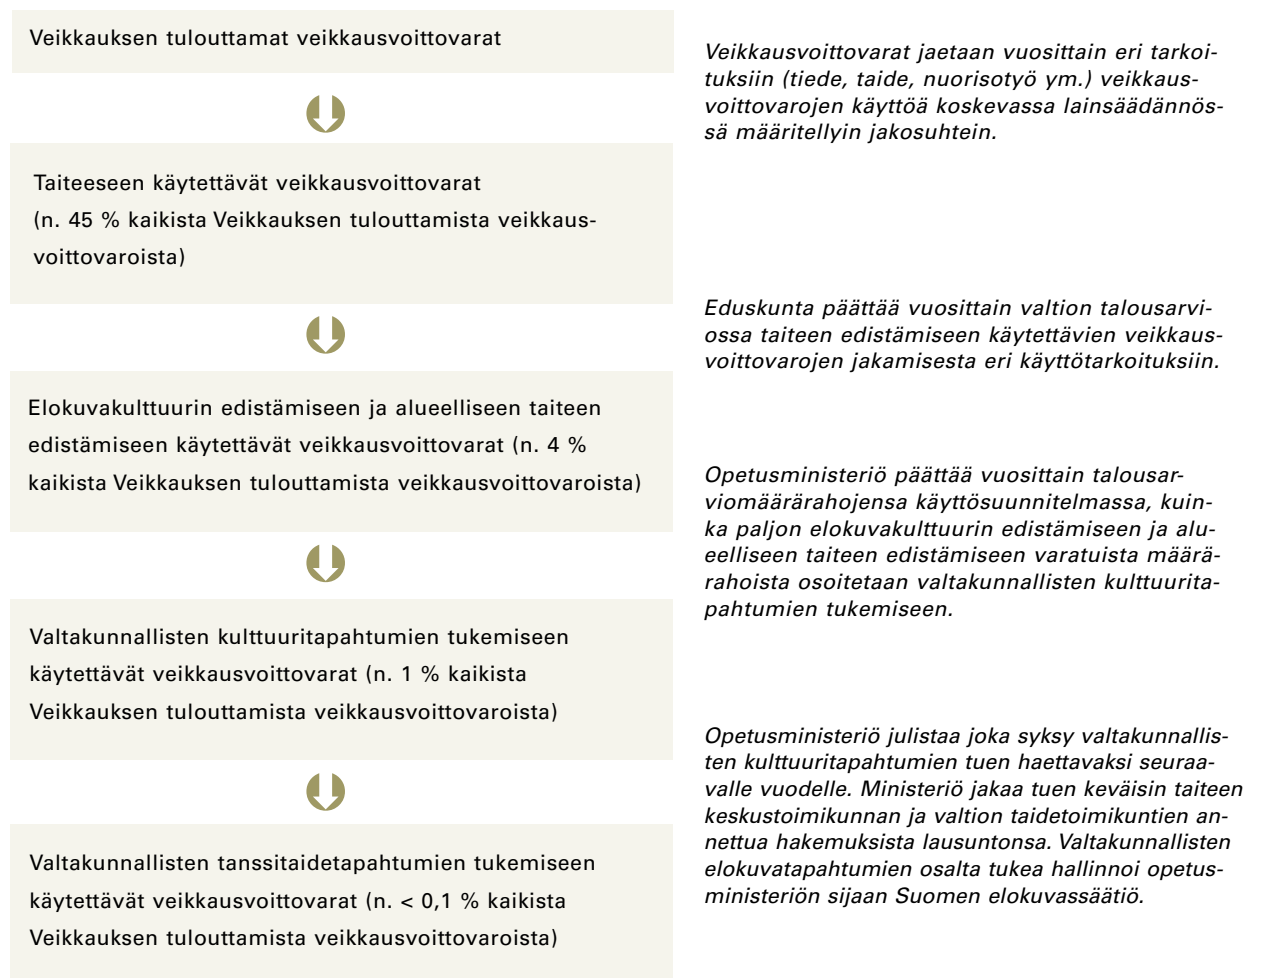 Veikkauksen tulouttamat veikkausvoittovarat
Veikkausvoittovarat jaetaan vuosittain eri tarkoi-
tuksiin (tiede, taide, nuorisotyö ym.) veikkaus-
voittovarojen käyttöä koskevassa lainsäädännös-
sä määritellyin jakosuhtein.
Taiteeseen käytettävät veikkausvoittovarat
(n. 45 % kaikista Veikkauksen tulouttamista veikkaus-
voittovaroista)
Eduskunta päättää vuosittain valtion talousarvi-
ossa taiteen edistämiseen käytettävien veikkaus-
voittovarojen jakamisesta eri käyttötarkoituksiin.
Elokuvakulttuurin edistämiseen ja alueelliseen taiteen
edistämiseen käytettävät veikkausvoittovarat (n. 4 %
kaikista Veikkauksen tulouttamista veikkausvoittovaroista)
Opetusministeriö päättää vuosittain talousar-
viomäärärahojensa käyttösuunnitelmassa, kuin-
ka paljon elokuvakulttuurin edistämiseen ja alu-
eelliseen taiteen edistämiseen varatuista määrä-
rahoista osoitetaan valtakunnallisten kulttuurita-
pahtumien tukemiseen.
Valtakunnallisten kulttuuritapahtumien tukemiseen
käytettävät veikkausvoittovarat (n. 1 % kaikista
Veikkauksen tulouttamista veikkausvoittovaroista)
Opetusministeriö julistaa joka syksy valtakunnallis-
ten kulttuuritapahtumien tuen haettavaksi seuraa-
valle vuodelle. Ministeriö jakaa tuen keväisin taiteen
keskustoimikunnan ja valtion taidetoimikuntien an-
nettua hakemuksista lausuntonsa. Valtakunnallisten
elokuvatapahtumien osalta tukea hallinnoi opetus-
ministeriön sijaan Suomen elokuvassäätiö.
Valtakunnallisten tanssitaidetapahtumien tukemiseen
käytettävät veikkausvoittovarat (n. < 0,1 % kaikista
Veikkauksen tulouttamista veikkausvoittovaroista)